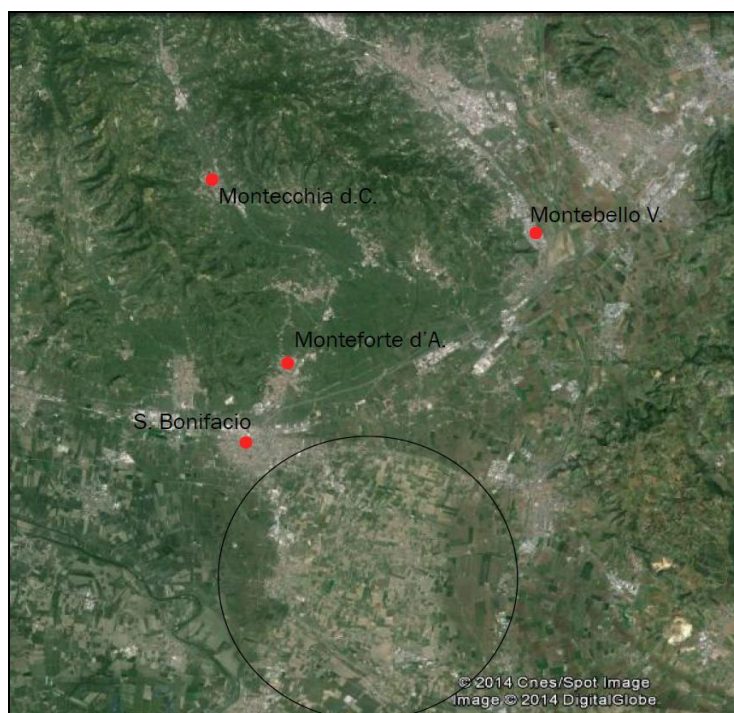 Montecchia d.C.
Montebello V.
Monteforte d'A.
S. Bonifacio
© 2014 Cnes/Spot Image
Image © 2014 DigitalGlobe